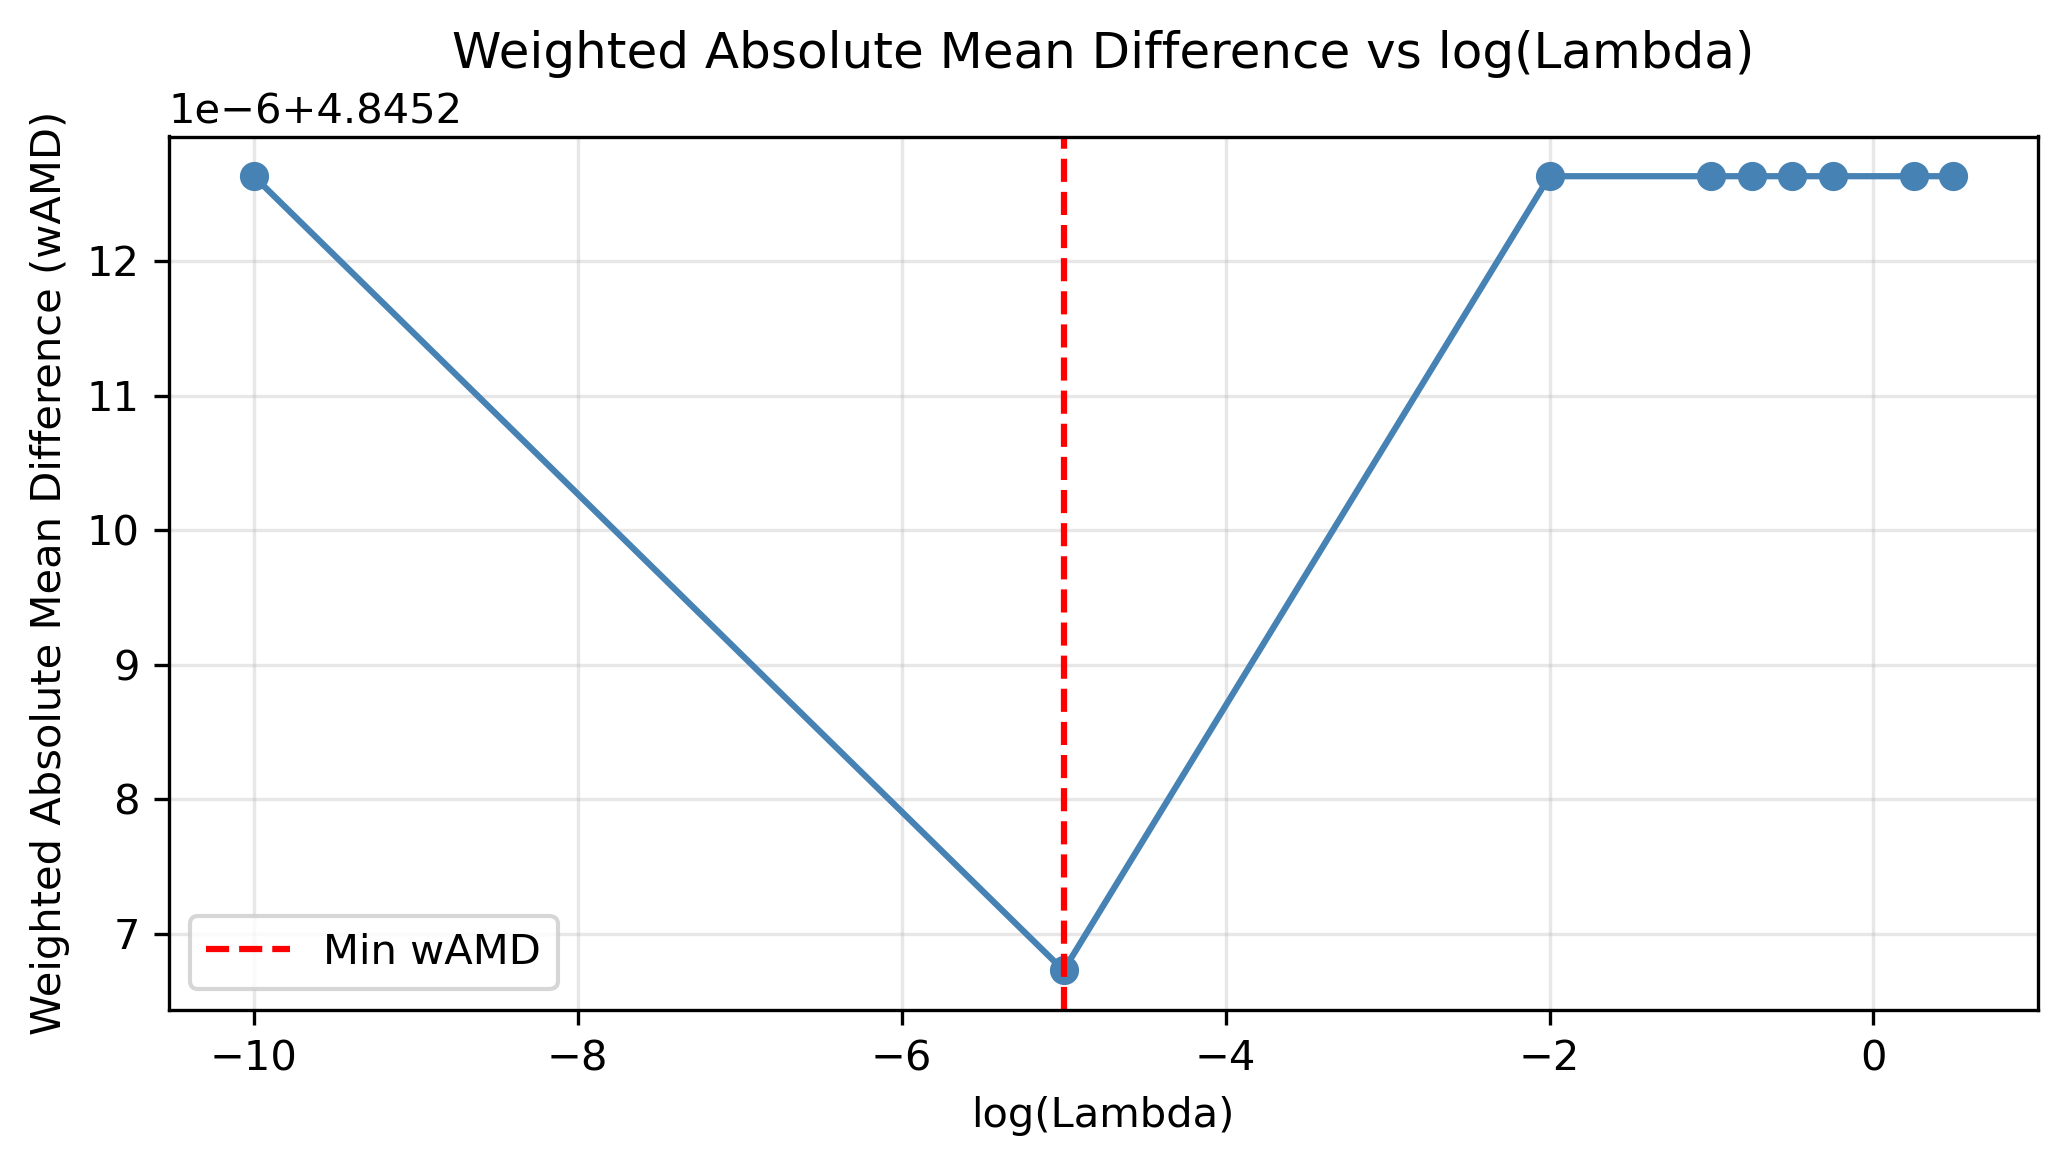 Weighted Absolute Mean Difference vs log(Lambda)
1e−6+4.8452
Weighted Absolute Mean Difference (wAMD)
12
11
10
9
8
7
Min wAMD
−10 −8 −6 −4 −2 0
log(Lambda)